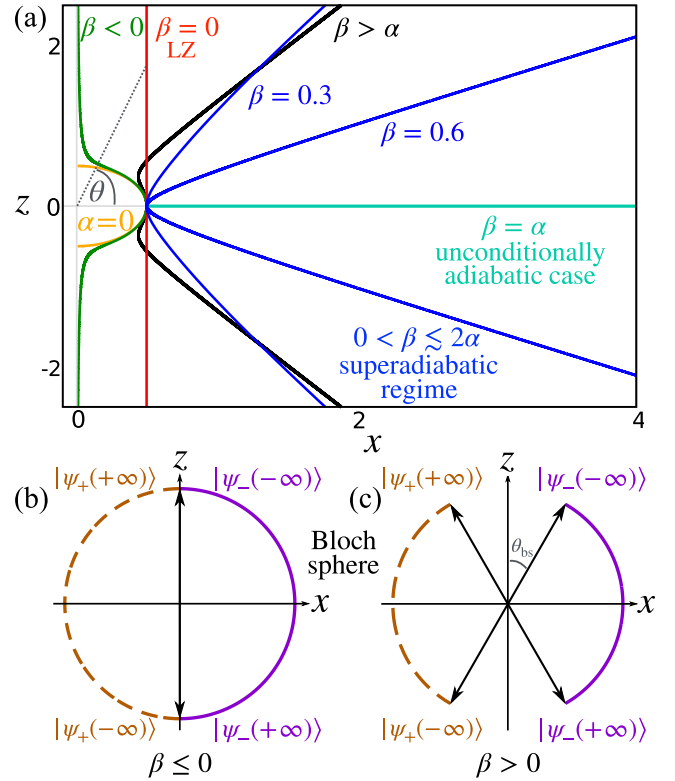 (a)
2
β < 0
β = 0
LZ
β > α
β = 0.3
β = 0.6
z
θ
0
α=0
β = α
unconditionally
adiabatic case
0 < β ≲ 2α
superadiabatic
regime
-2
0
2
4
x
(b)
|ψ₊(+∞)⟩
z
|ψ₋(−∞)⟩
x
|ψ₊(−∞)⟩
|ψ₋(+∞)⟩
β ≤ 0
Bloch
sphere
(c)
|ψ₊(+∞)⟩
z
|ψ₋(−∞)⟩
θbs
x
|ψ₊(−∞)⟩
|ψ₋(+∞)⟩
β > 0